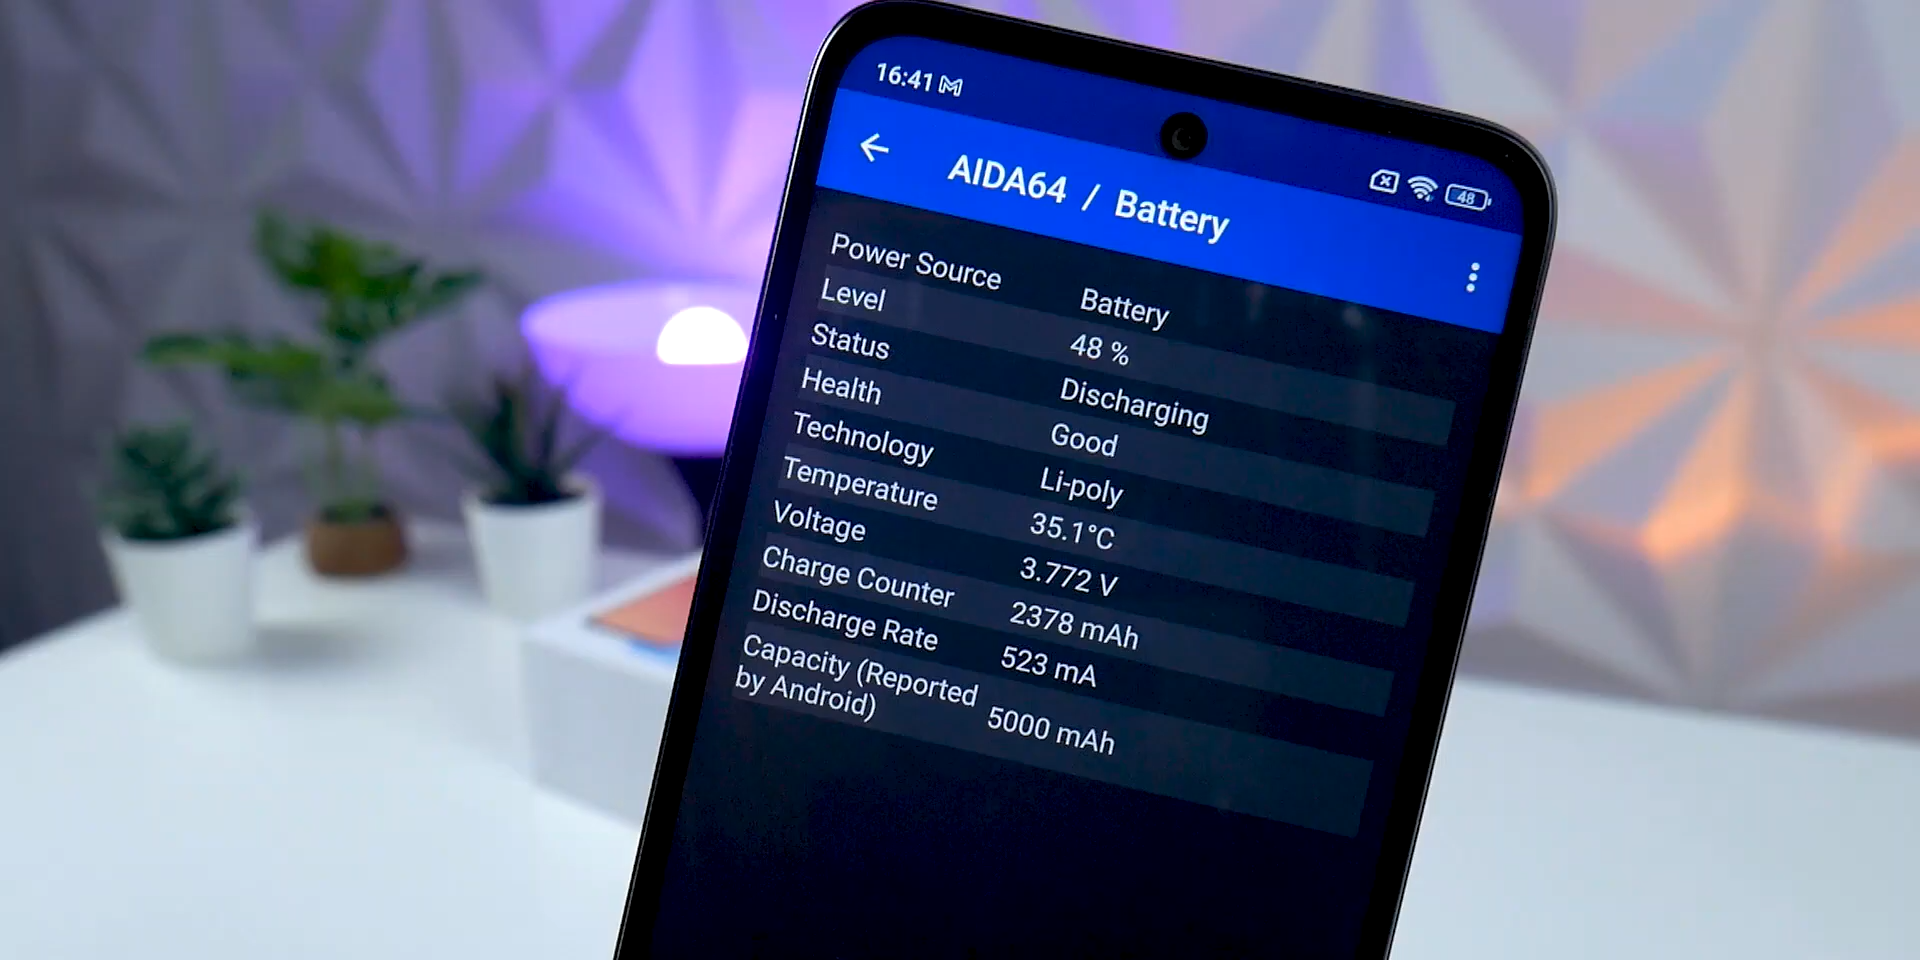 16:41
48
AIDA64 / Battery
Power Source Battery
Level 48 %
Status Discharging
Health Good
Technology Li-poly
Temperature 35.1°C
Voltage 3.772 V
Charge Counter 2378 mAh
Discharge Rate 523 mA
Capacity (Reported
by Android) 5000 mAh